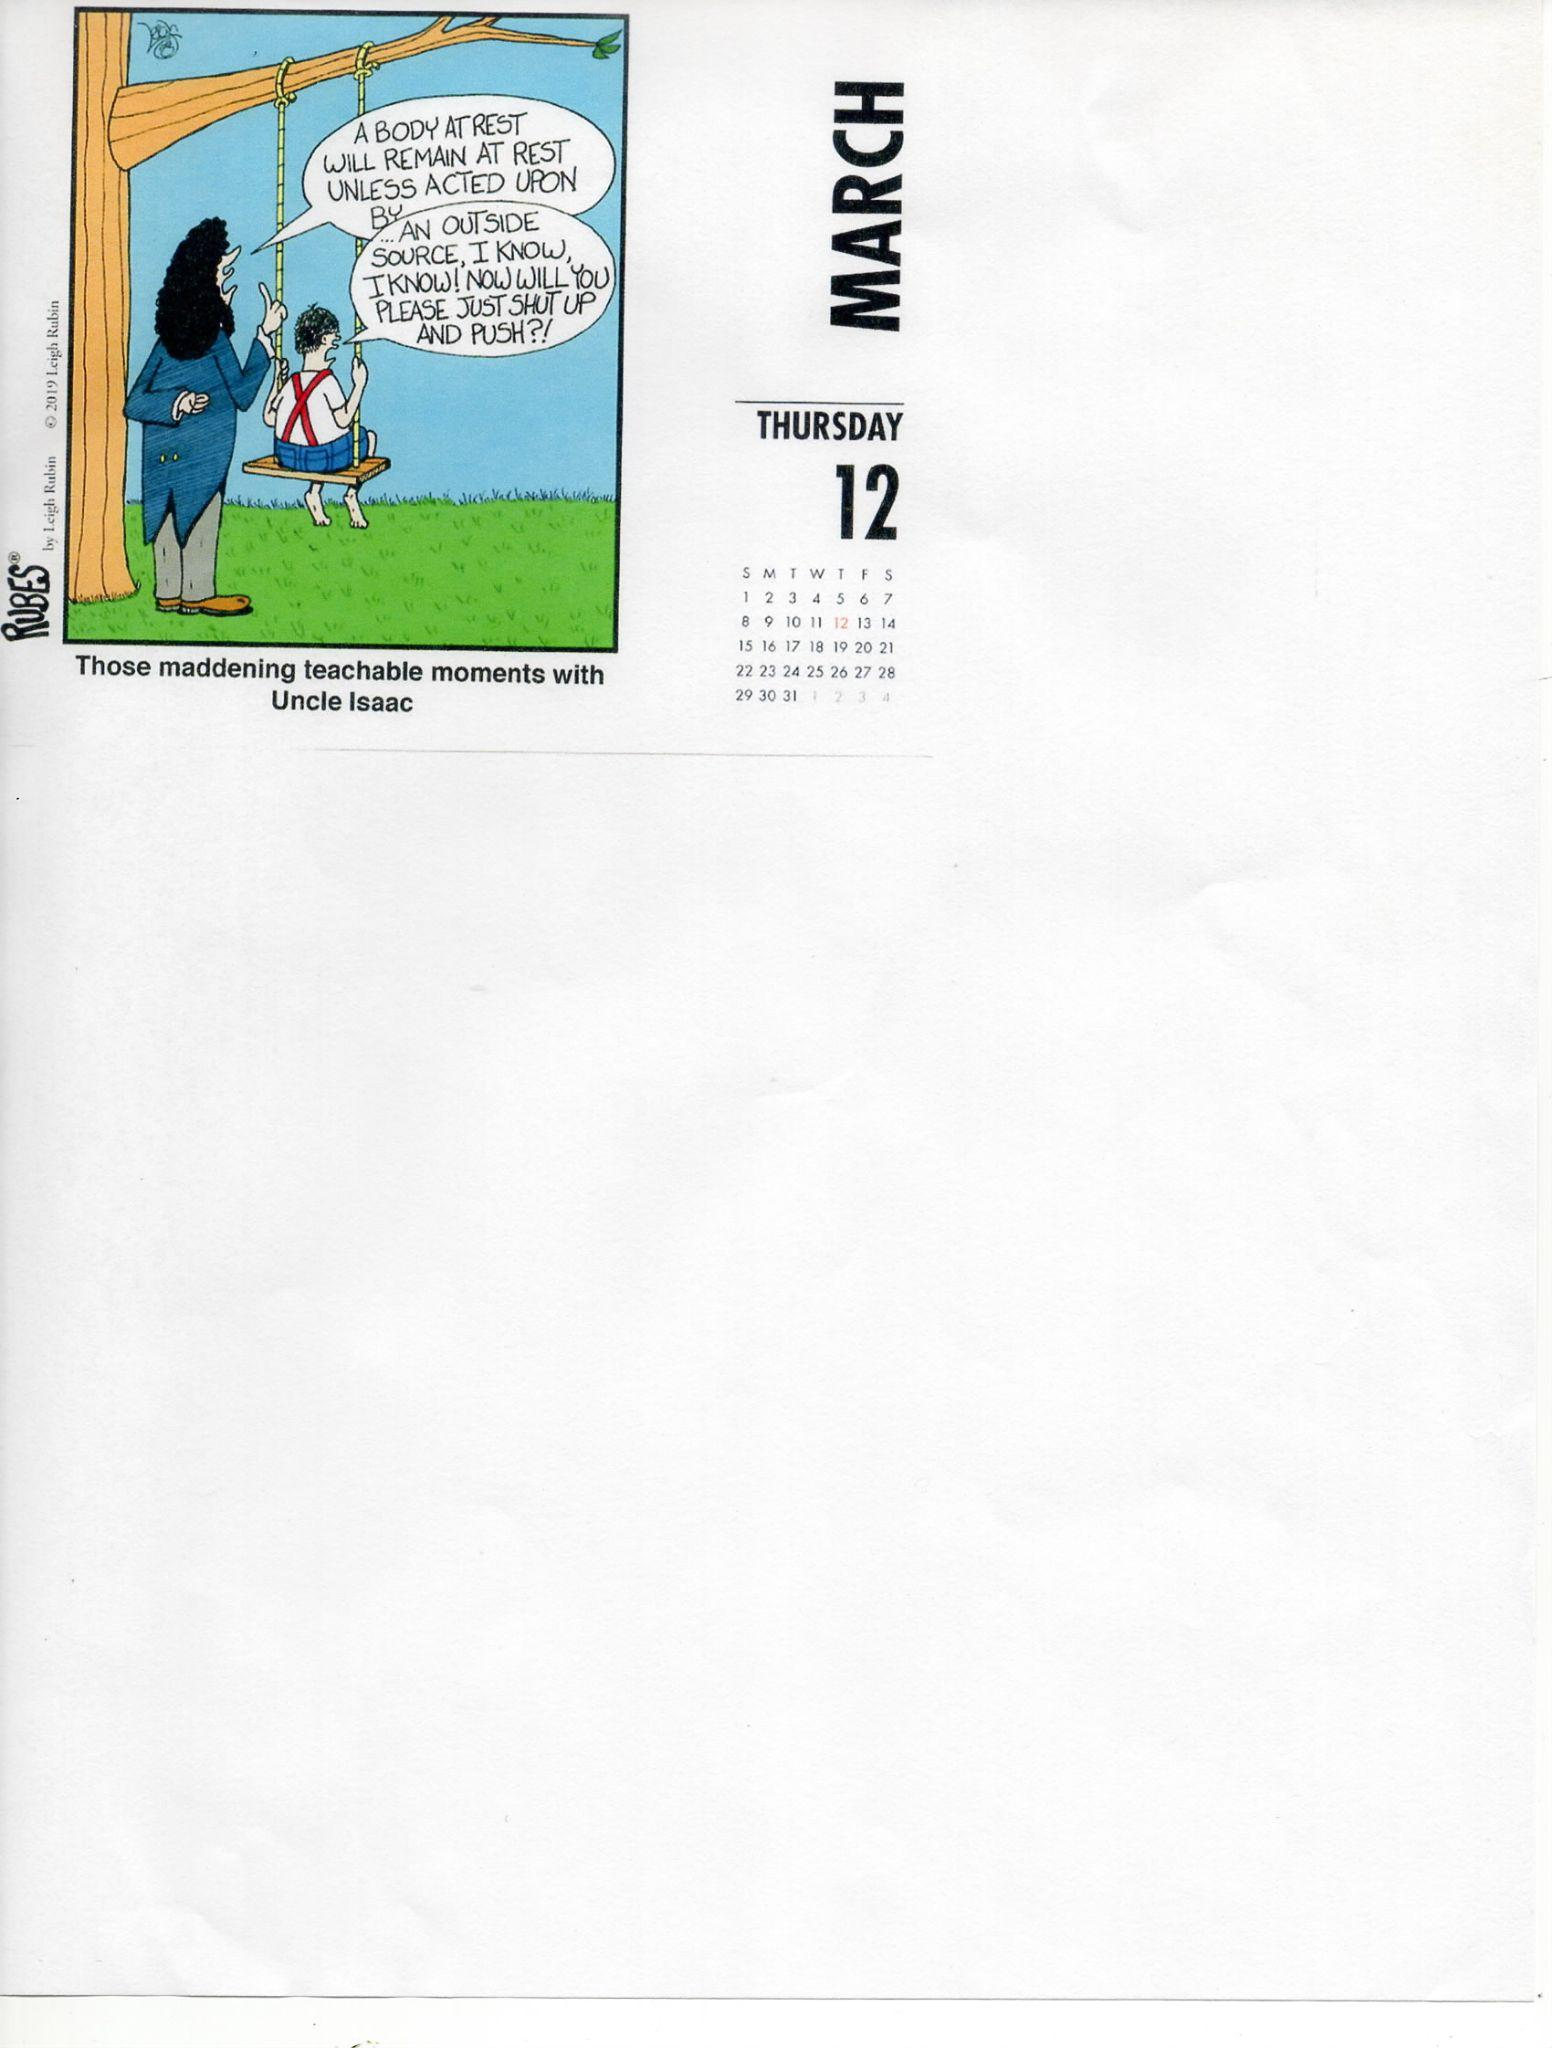 A BODY AT REST
WILL REMAIN AT REST
UNLESS ACTED UPON
BY
...AN OUTSIDE
SOURCE, I KNOW,
I KNOW! NOW WILL YOU
PLEASE JUST SHUT UP
AND PUSH?!
RUBES®
by Leigh Rubin © 2019 Leigh Rubin
Those maddening teachable moments with
Uncle Isaac
MARCH
THURSDAY
12
S M T W T F S
1 2 3 4 5 6 7
8 9 10 11 12 13 14
15 16 17 18 19 20 21
22 23 24 25 26 27 28
29 30 31 1 2 3 4